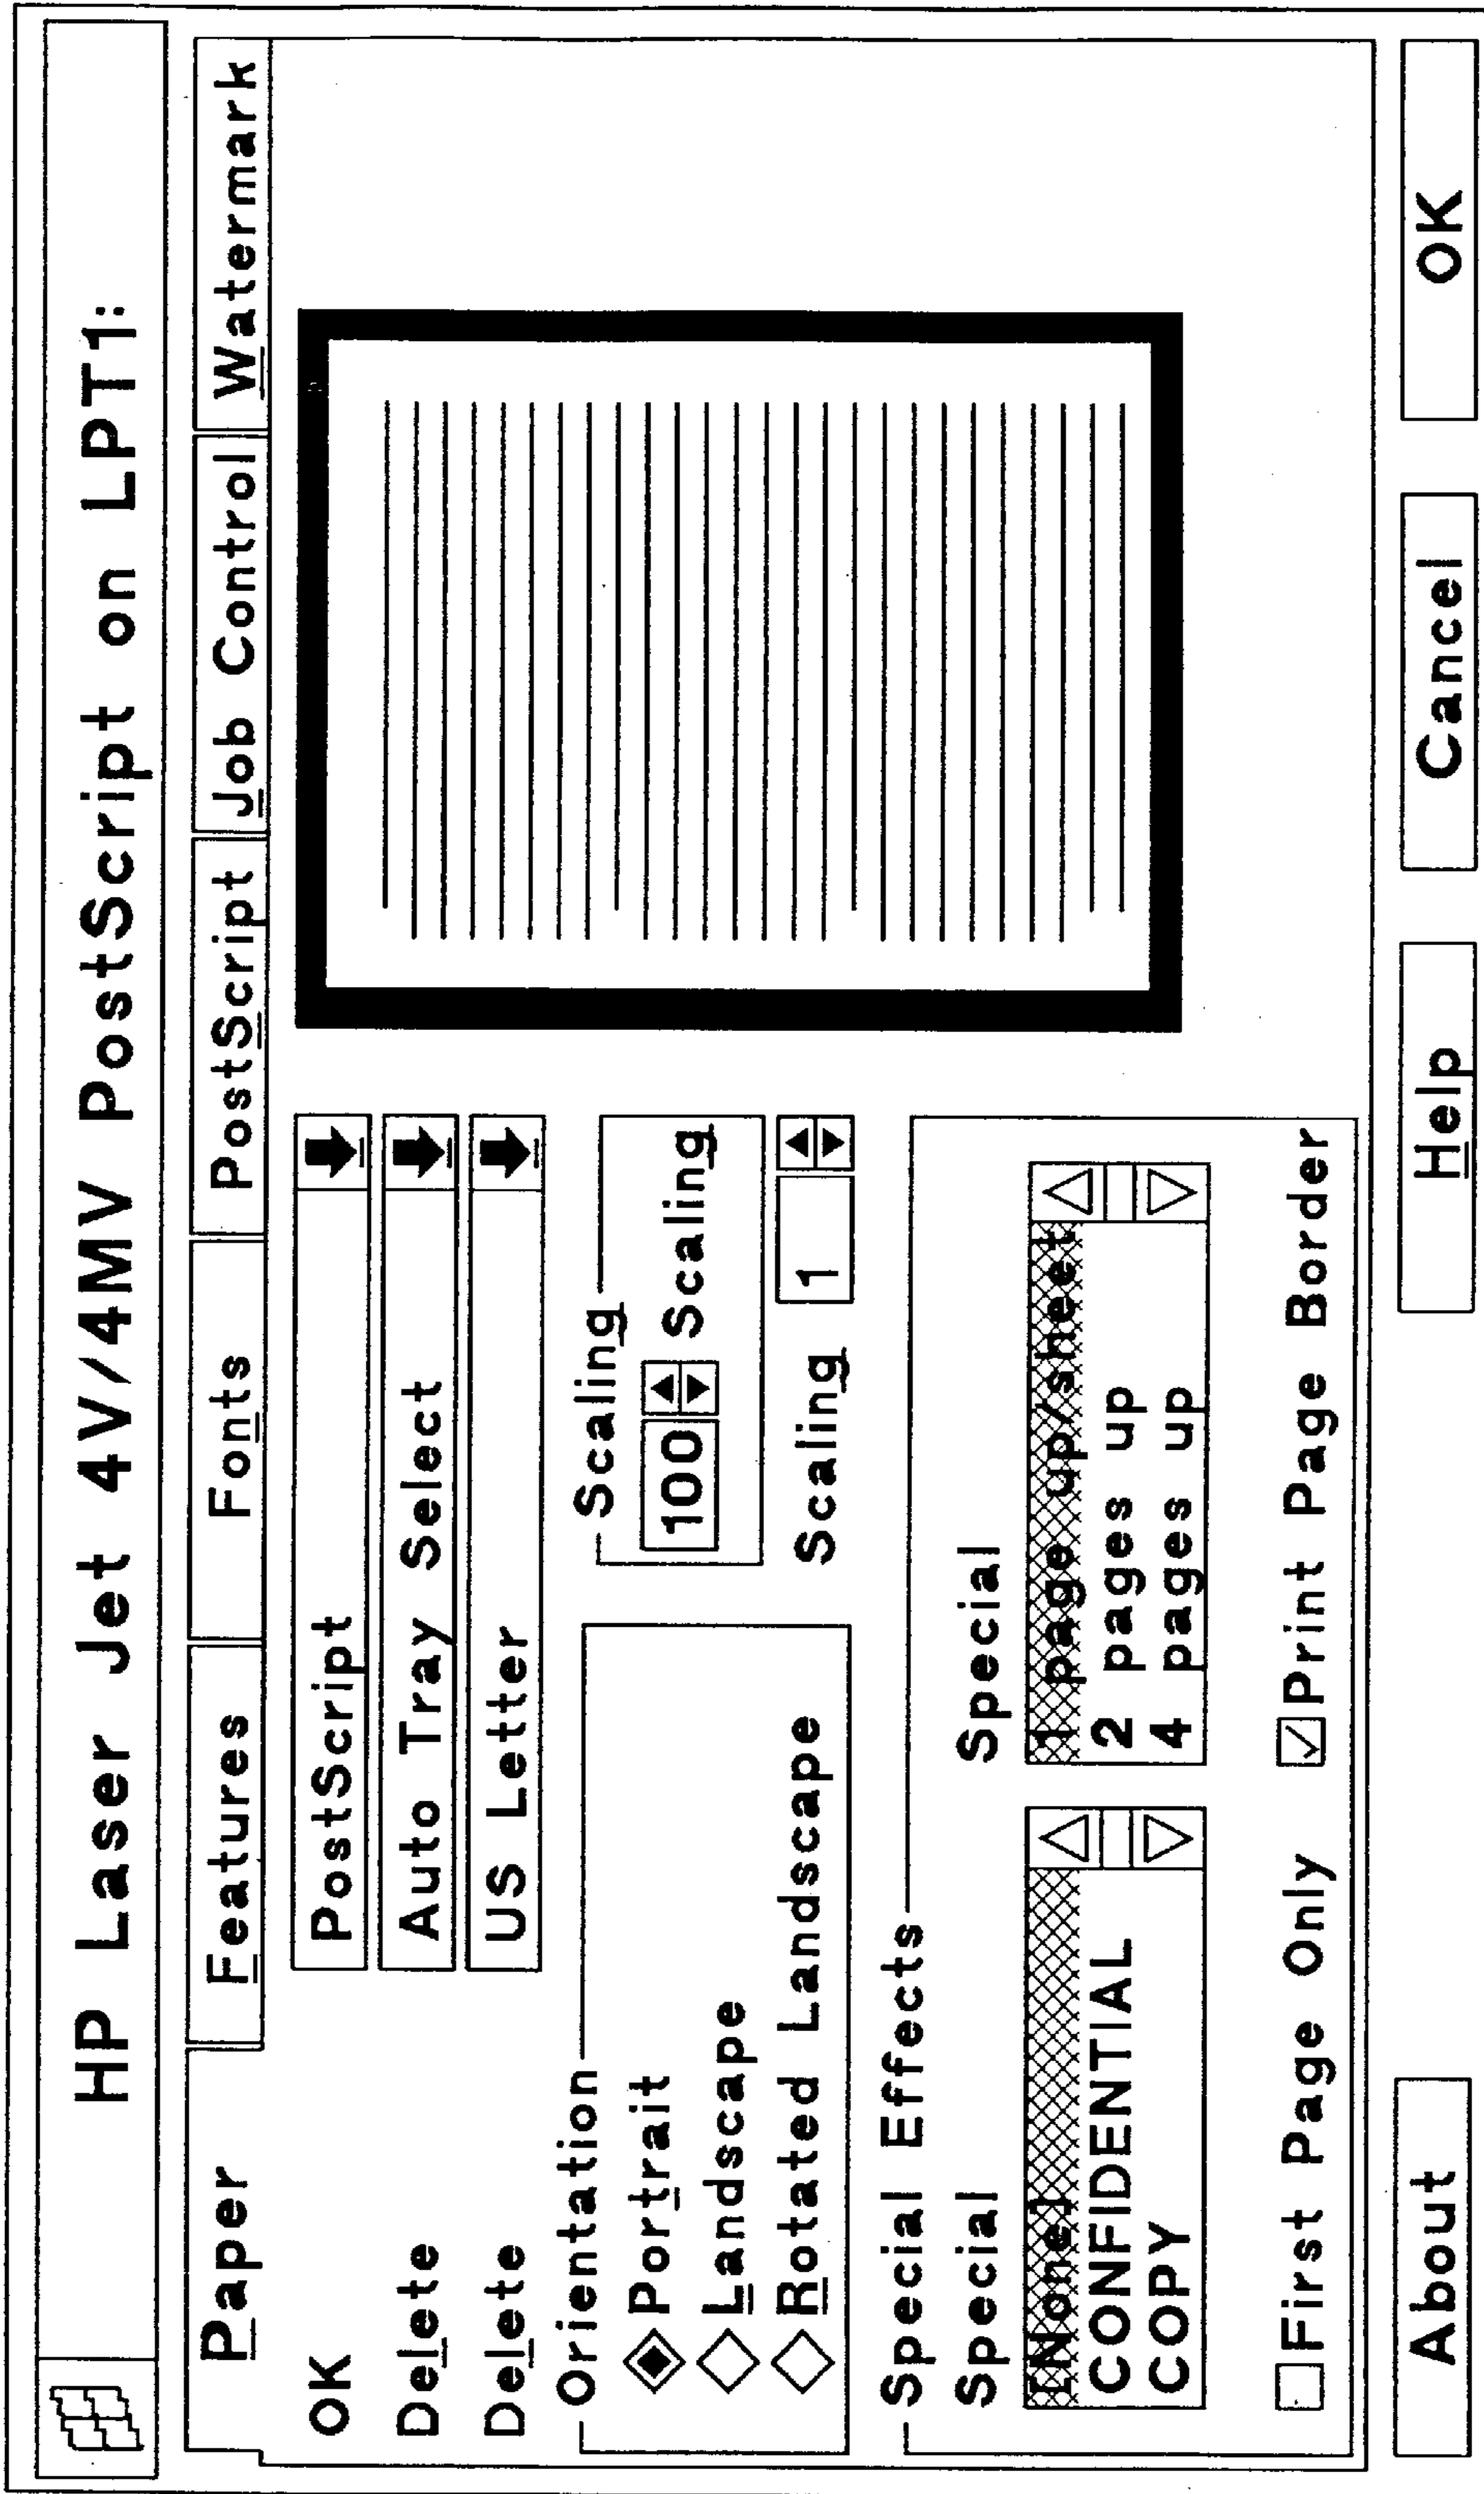 HP Laser Jet 4V/4MV PostScript on LPT1:
Paper Features Fonts PostScript Job Control Watermark
OK PostScript
Delete Auto Tray Select
Delete US Letter
Orientation
Portrait
Landscape
Rotated Landscape
Scaling
100 Scaling
Scaling 1
Special Effects
Special
[None]
CONFIDENTIAL
COPY
First Page Only
Special
1 page up/sheet
2 pages up
4 pages up
Print Page Border
About Help Cancel OK